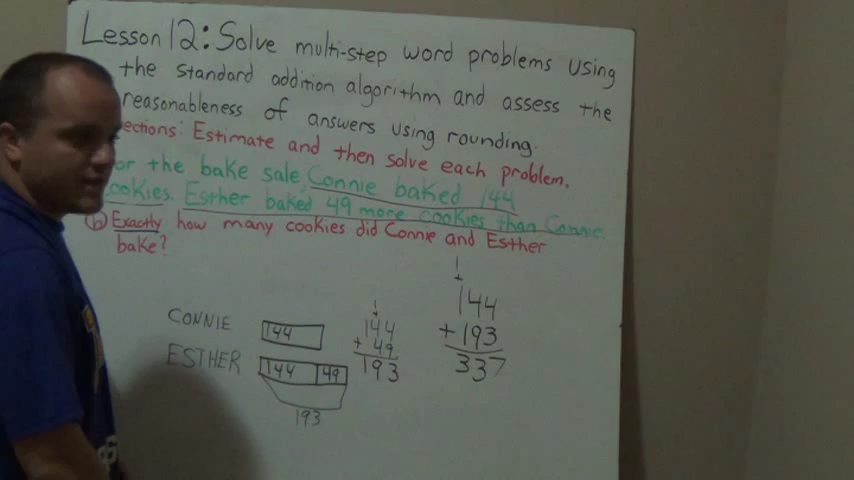 Lesson 12: Solve multi-step word problems using
the standard addition algorithm and assess the
reasonableness of answers using rounding.
ections: Estimate and then solve each problem.
or the bake sale, Connie baked 144
ookies. Esther baked 49 more cookies than Connie.
b) Exactly how many cookies did Connie and Esther
bake?
CONNIE 144
ESTHER 144 49
193
1
144
+ 49
193
1
144
+ 193
337